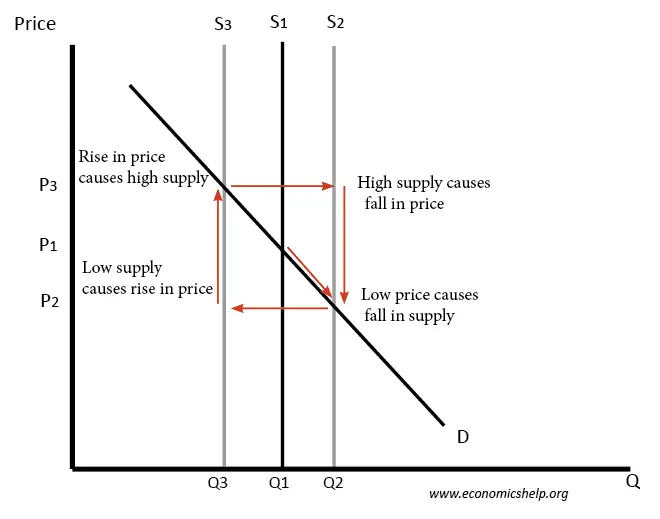 Price
S3
S1
S2
Rise in price
causes high supply
P3
High supply causes
fall in price
P1
Low supply
causes rise in price
P2
Low price causes
fall in supply
D
Q3
Q1
Q2
Q
www.economicshelp.org